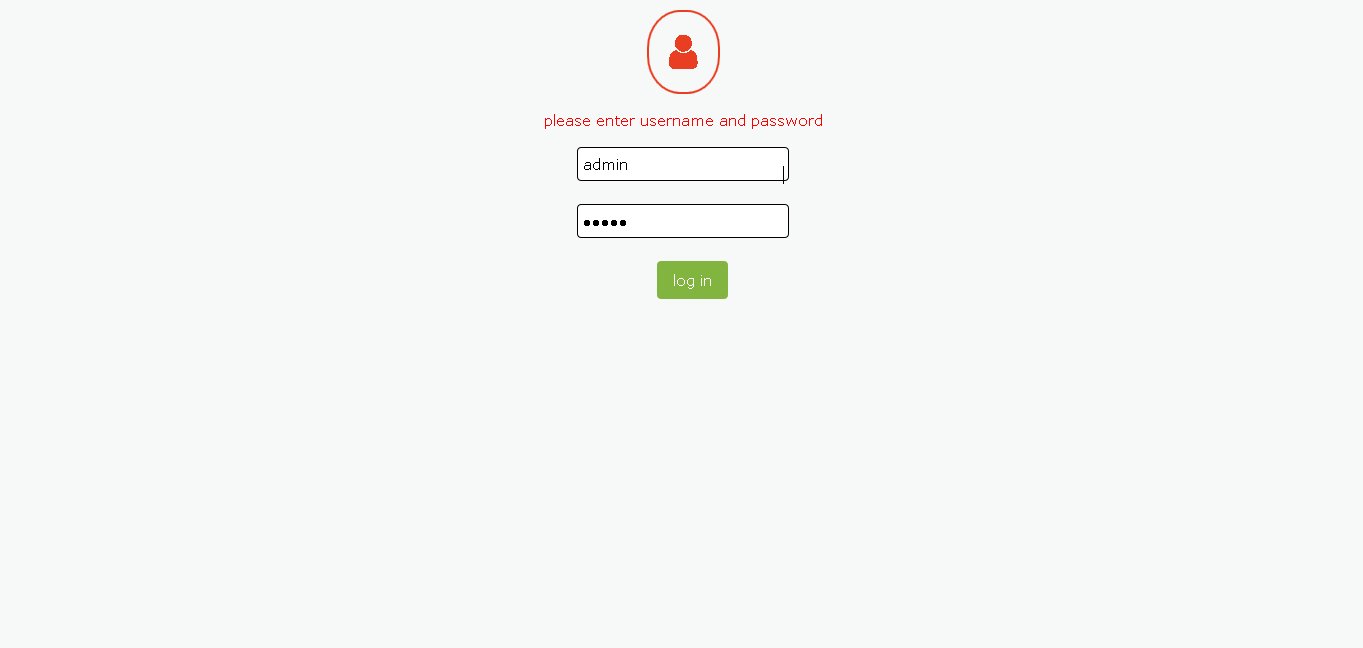 please enter username and password
admin
•••••
log in